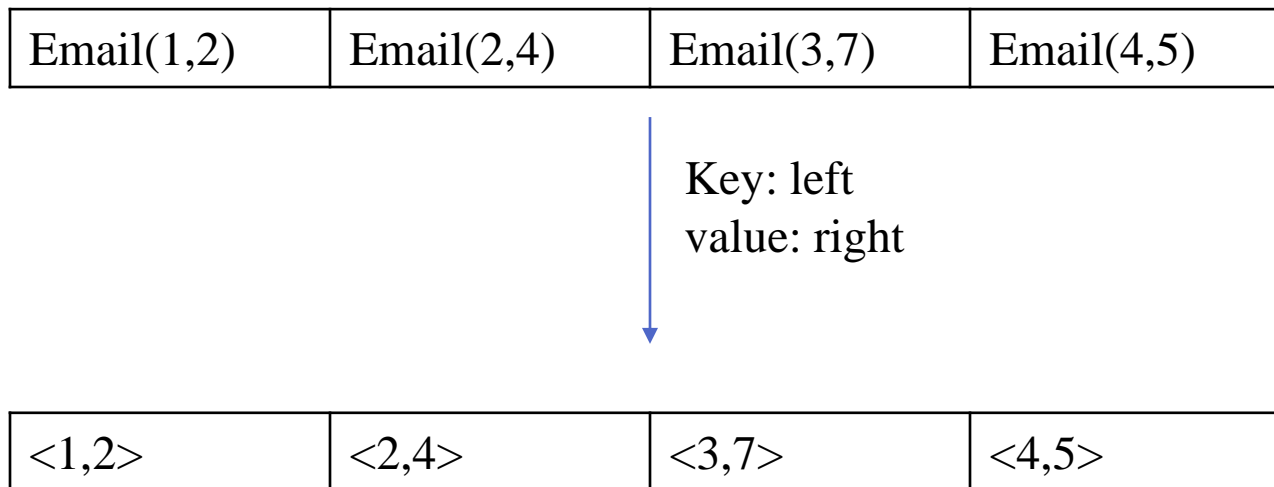 Email(1,2) Email(2,4) Email(3,7) Email(4,5)
Key: left
value: right
<1,2> <2,4> <3,7> <4,5>